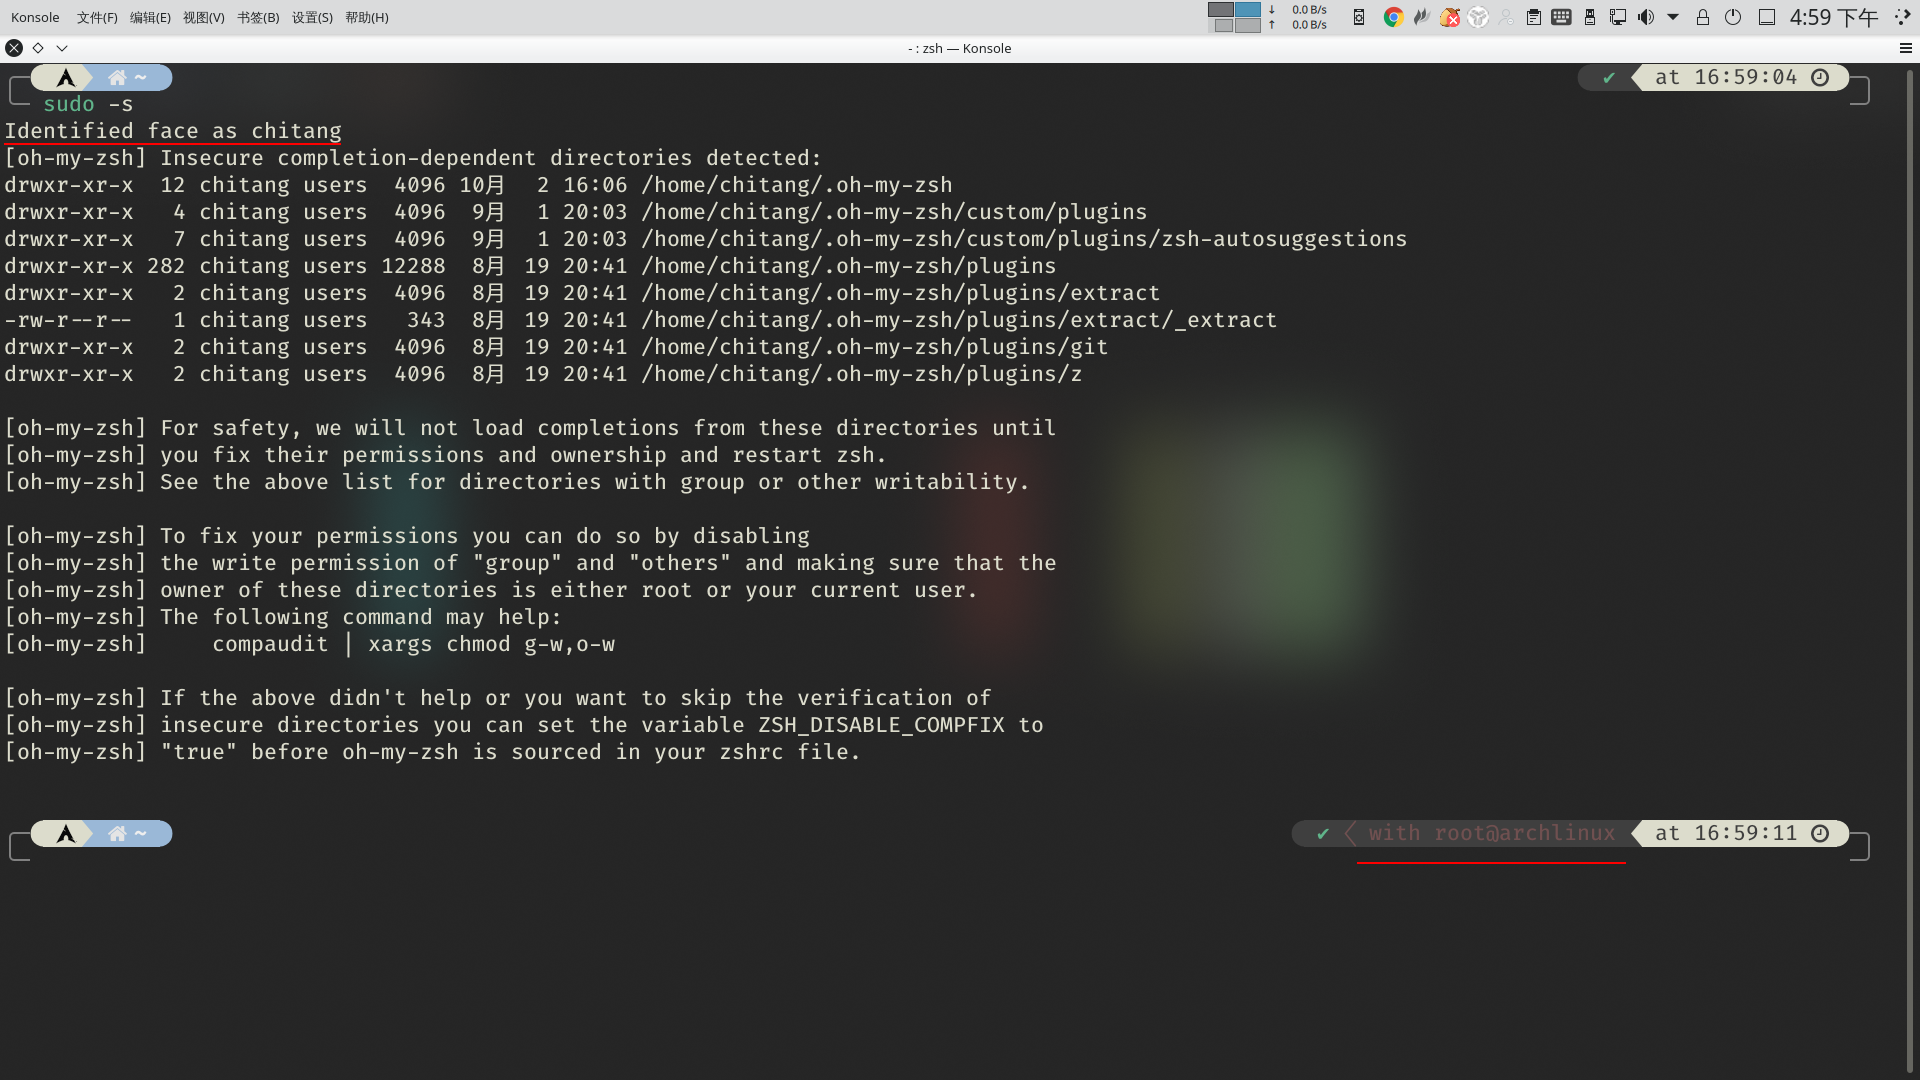 Konsole 文件(F) 编辑(E) 视图(V) 书签(B) 设置(S) 帮助(H)
↓ 0.0 B/s
↑ 0.0 B/s
4:59 下午
- : zsh — Konsole
~ ✔ at 16:59:04
sudo -s
Identified face as chitang
[oh-my-zsh] Insecure completion-dependent directories detected:
drwxr-xr-x  12 chitang users  4096 10月  2 16:06 /home/chitang/.oh-my-zsh
drwxr-xr-x   4 chitang users  4096  9月  1 20:03 /home/chitang/.oh-my-zsh/custom/plugins
drwxr-xr-x   7 chitang users  4096  9月  1 20:03 /home/chitang/.oh-my-zsh/custom/plugins/zsh-autosuggestions
drwxr-xr-x 282 chitang users 12288  8月 19 20:41 /home/chitang/.oh-my-zsh/plugins
drwxr-xr-x   2 chitang users  4096  8月 19 20:41 /home/chitang/.oh-my-zsh/plugins/extract
-rw-r--r--   1 chitang users   343  8月 19 20:41 /home/chitang/.oh-my-zsh/plugins/extract/_extract
drwxr-xr-x   2 chitang users  4096  8月 19 20:41 /home/chitang/.oh-my-zsh/plugins/git
drwxr-xr-x   2 chitang users  4096  8月 19 20:41 /home/chitang/.oh-my-zsh/plugins/z
[oh-my-zsh] For safety, we will not load completions from these directories until
[oh-my-zsh] you fix their permissions and ownership and restart zsh.
[oh-my-zsh] See the above list for directories with group or other writability.
[oh-my-zsh] To fix your permissions you can do so by disabling
[oh-my-zsh] the write permission of "group" and "others" and making sure that the
[oh-my-zsh] owner of these directories is either root or your current user.
[oh-my-zsh] The following command may help:
[oh-my-zsh]     compaudit | xargs chmod g-w,o-w
[oh-my-zsh] If the above didn't help or you want to skip the verification of
[oh-my-zsh] insecure directories you can set the variable ZSH_DISABLE_COMPFIX to
[oh-my-zsh] "true" before oh-my-zsh is sourced in your zshrc file.
~ ✔ with root@archlinux at 16:59:11